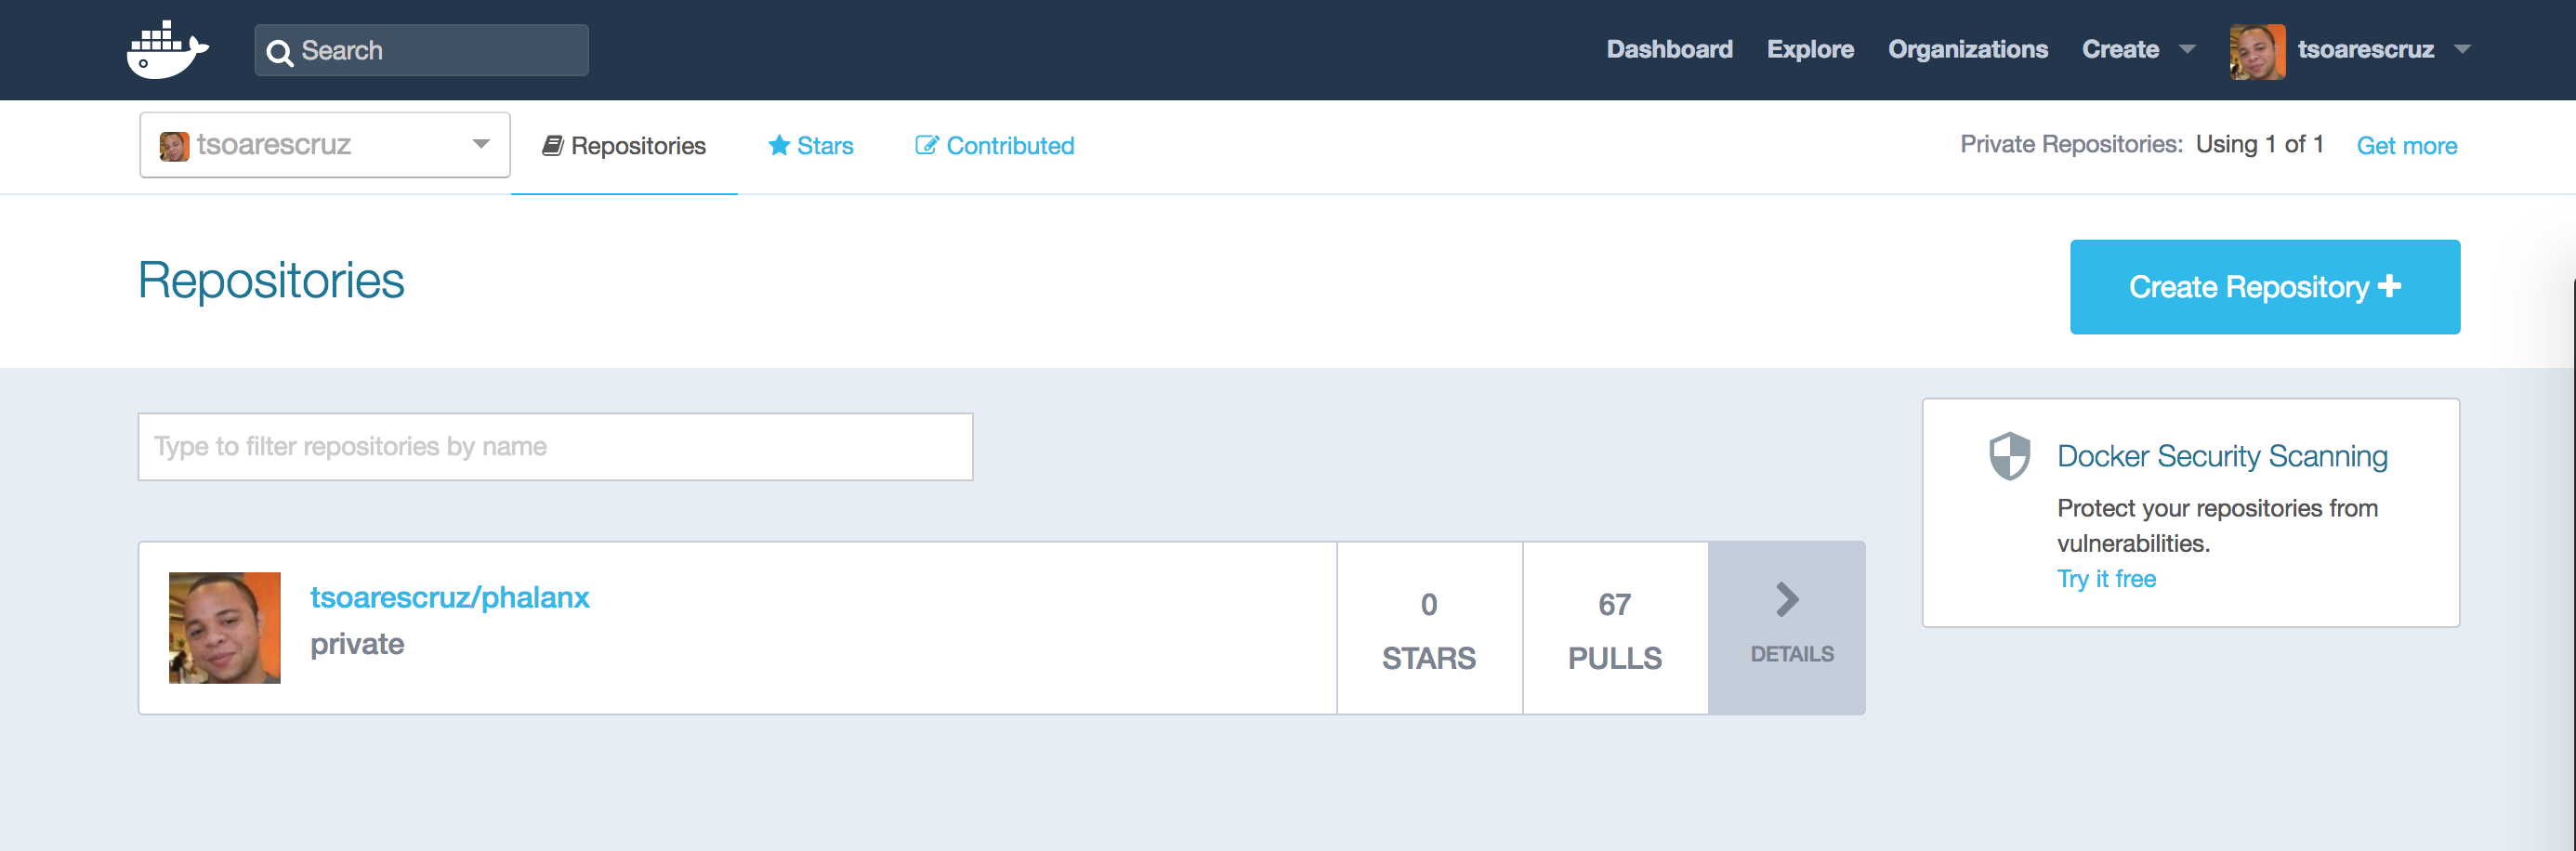 Search
Dashboard Explore Organizations Create tsoarescruz
tsoarescruz Repositories Stars Contributed Private Repositories: Using 1 of 1 Get more
Repositories
Create Repository
Type to filter repositories by name
tsoarescruz/phalanx
private
0
STARS
67
PULLS
DETAILS
Docker Security Scanning
Protect your repositories from
vulnerabilities.
Try it free